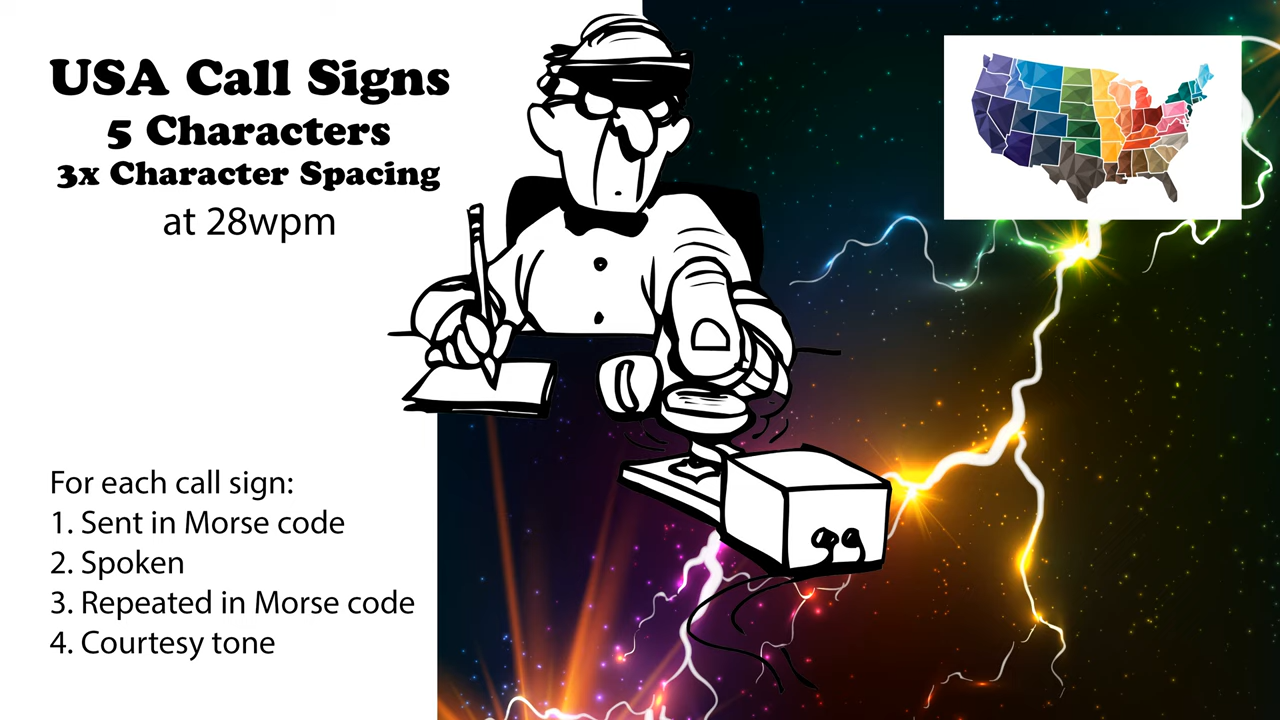 USA Call Signs
5 Characters
3x Character Spacing
at 28wpm
For each call sign:
1. Sent in Morse code
2. Spoken
3. Repeated in Morse code
4. Courtesy tone